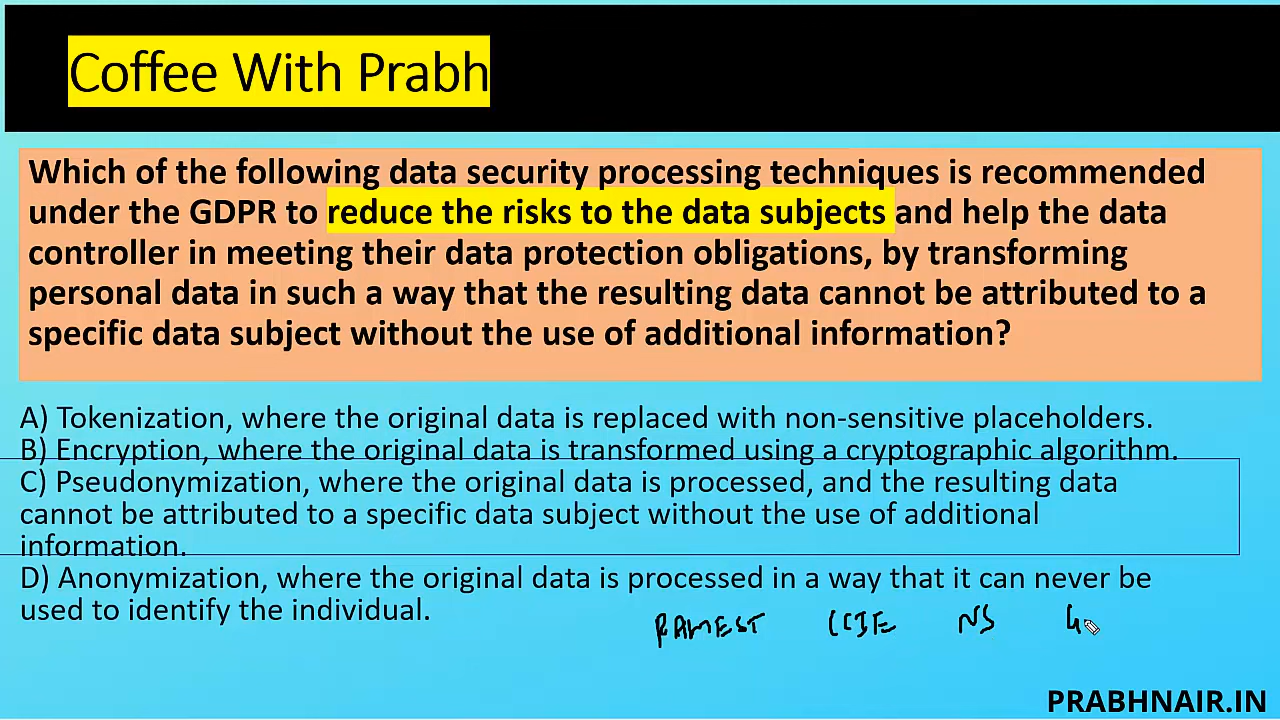 Coffee With Prabh
Which of the following data security processing techniques is recommended
under the GDPR to reduce the risks to the data subjects and help the data
controller in meeting their data protection obligations, by transforming
personal data in such a way that the resulting data cannot be attributed to a
specific data subject without the use of additional information?
A) Tokenization, where the original data is replaced with non-sensitive placeholders.
B) Encryption, where the original data is transformed using a cryptographic algorithm.
C) Pseudonymization, where the original data is processed, and the resulting data
cannot be attributed to a specific data subject without the use of additional
information.
D) Anonymization, where the original data is processed in a way that it can never be
used to identify the individual.
CCIE NS
PRABHNAIR.IN